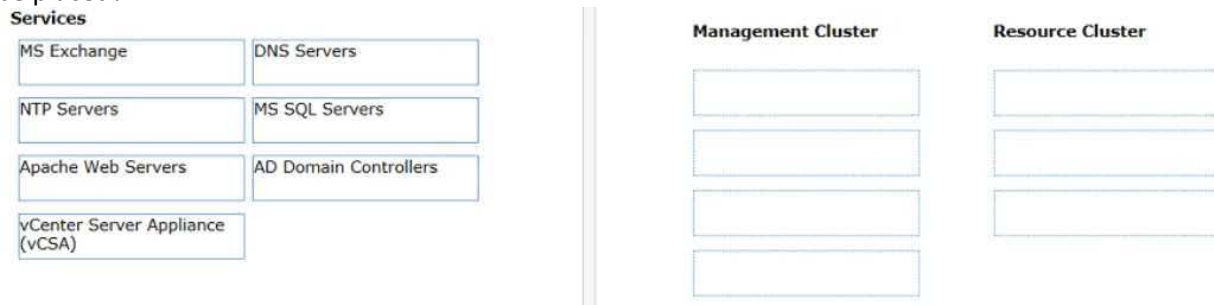 Services
MS Exchange
DNS Servers
NTP Servers
MS SQL Servers
Apache Web Servers
AD Domain Controllers
vCenter Server Appliance
(vCSA)
Management Cluster
Resource Cluster